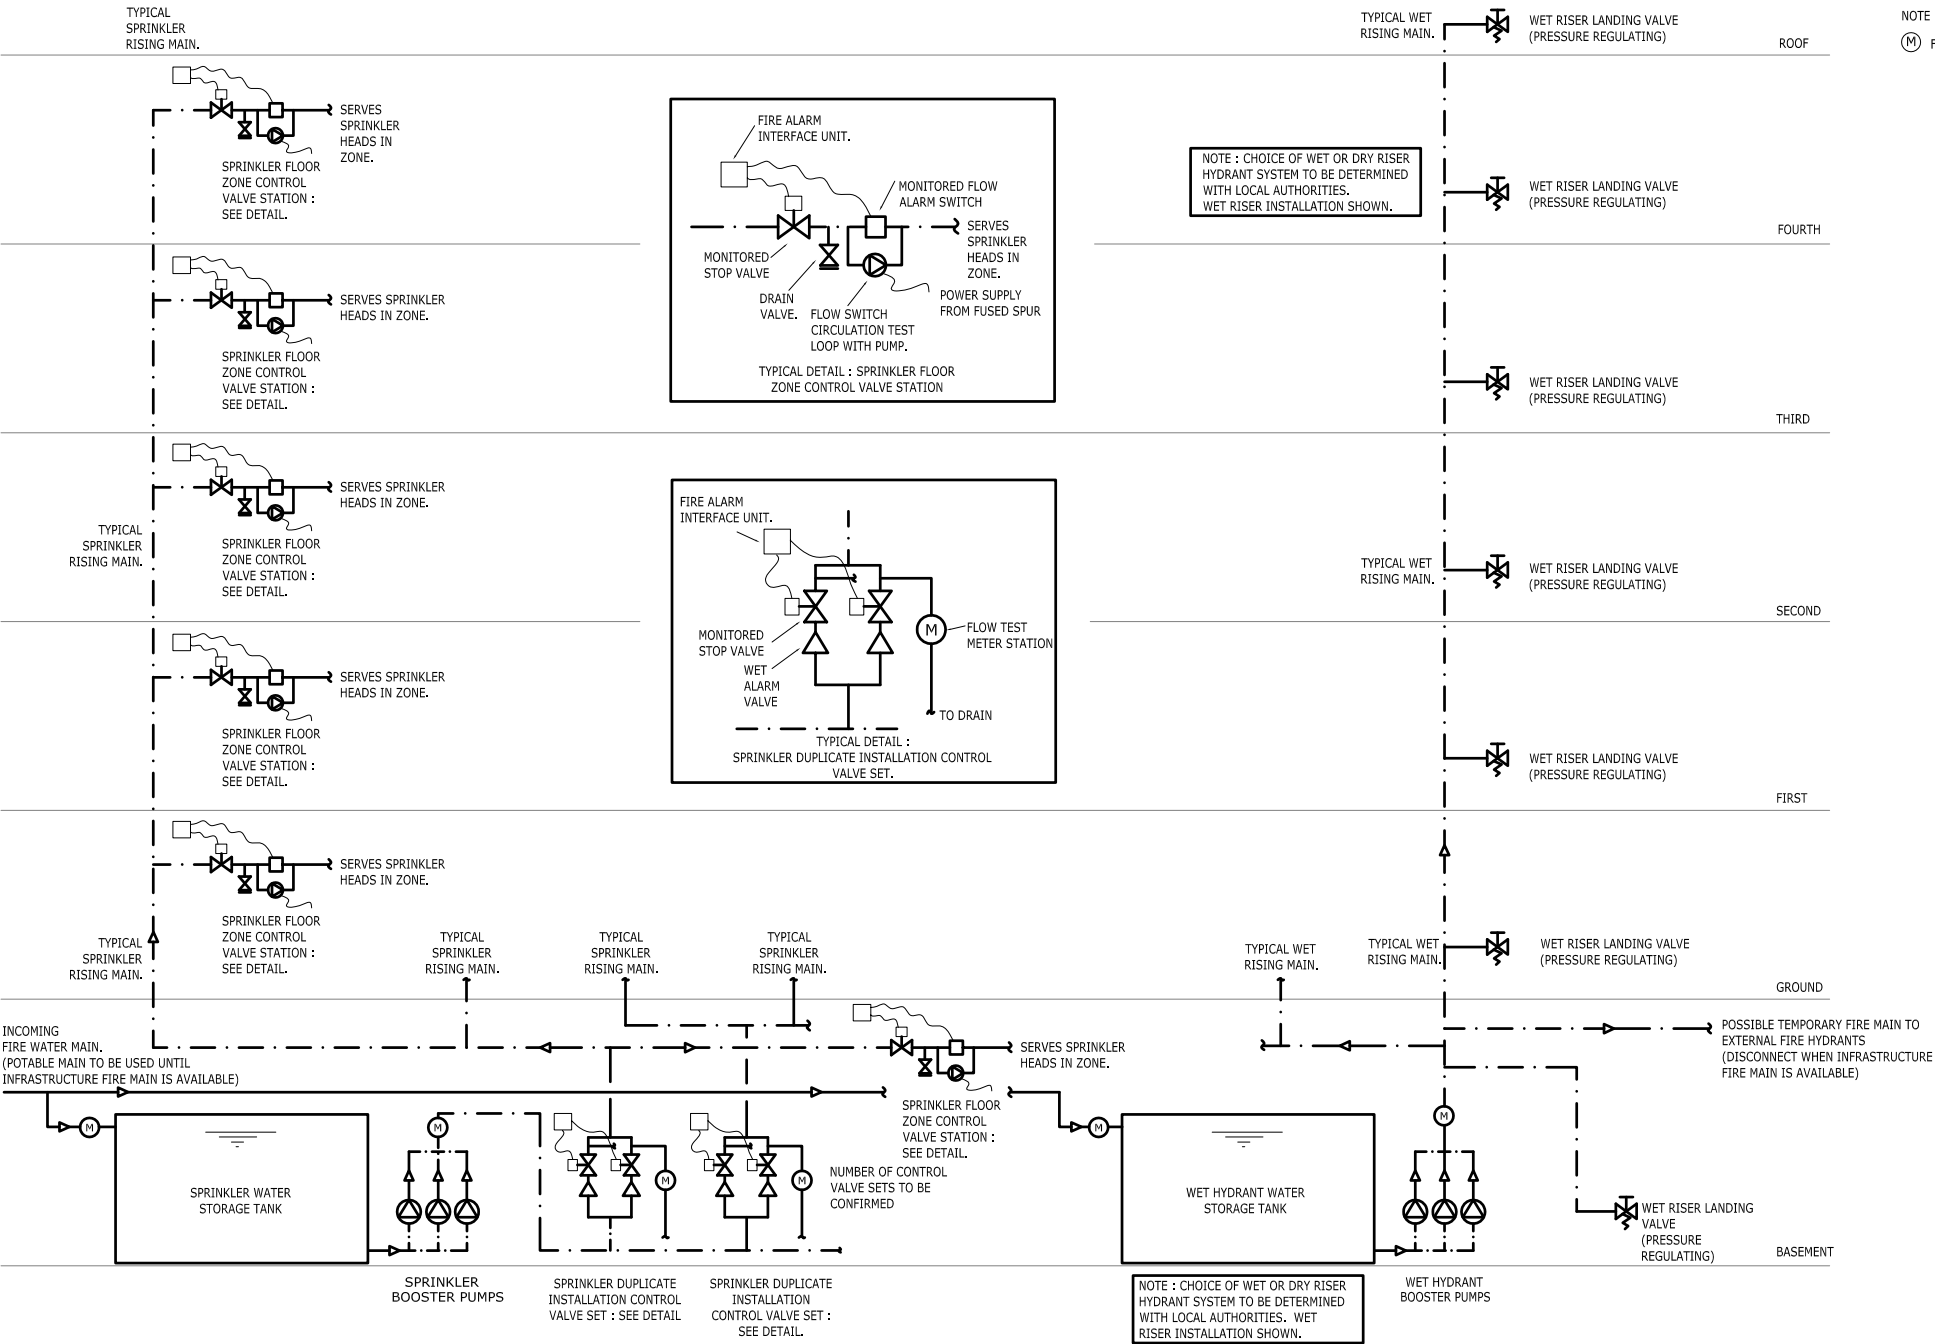 TYPICAL
SPRINKLER
RISING MAIN.
TYPICAL WET
RISING MAIN.
WET RISER LANDING VALVE
(PRESSURE REGULATING)
ROOF
NOTE
M
SERVES
SPRINKLER
HEADS IN
ZONE.
SPRINKLER FLOOR
ZONE CONTROL
VALVE STATION :
SEE DETAIL.
FIRE ALARM
INTERFACE UNIT.
MONITORED FLOW
ALARM SWITCH
SERVES
SPRINKLER
HEADS IN
ZONE.
MONITORED
STOP VALVE
DRAIN
VALVE.
FLOW SWITCH
CIRCULATION TEST
LOOP WITH PUMP.
POWER SUPPLY
FROM FUSED SPUR
TYPICAL DETAIL : SPRINKLER FLOOR
ZONE CONTROL VALVE STATION
NOTE : CHOICE OF WET OR DRY RISER
HYDRANT SYSTEM TO BE DETERMINED
WITH LOCAL AUTHORITIES.
WET RISER INSTALLATION SHOWN.
WET RISER LANDING VALVE
(PRESSURE REGULATING)
FOURTH
SERVES SPRINKLER
HEADS IN ZONE.
SPRINKLER FLOOR
ZONE CONTROL
VALVE STATION :
SEE DETAIL.
WET RISER LANDING VALVE
(PRESSURE REGULATING)
THIRD
SERVES SPRINKLER
HEADS IN ZONE.
TYPICAL
SPRINKLER
RISING MAIN.
SPRINKLER FLOOR
ZONE CONTROL
VALVE STATION :
SEE DETAIL.
FIRE ALARM
INTERFACE UNIT.
MONITORED
STOP VALVE
WET
ALARM
VALVE
M
FLOW TEST
METER STATION
TO DRAIN
TYPICAL DETAIL :
SPRINKLER DUPLICATE INSTALLATION CONTROL
VALVE SET.
TYPICAL WET
RISING MAIN.
WET RISER LANDING VALVE
(PRESSURE REGULATING)
SECOND
SERVES SPRINKLER
HEADS IN ZONE.
SPRINKLER FLOOR
ZONE CONTROL
VALVE STATION :
SEE DETAIL.
WET RISER LANDING VALVE
(PRESSURE REGULATING)
FIRST
SERVES SPRINKLER
HEADS IN ZONE.
SPRINKLER FLOOR
ZONE CONTROL
VALVE STATION :
SEE DETAIL.
TYPICAL
SPRINKLER
RISING MAIN.
TYPICAL
SPRINKLER
RISING MAIN.
TYPICAL
SPRINKLER
RISING MAIN.
TYPICAL
SPRINKLER
RISING MAIN.
TYPICAL WET
RISING MAIN.
TYPICAL WET
RISING MAIN.
WET RISER LANDING VALVE
(PRESSURE REGULATING)
GROUND
INCOMING
FIRE WATER MAIN.
(POTABLE MAIN TO BE USED UNTIL
INFRASTRUCTURE FIRE MAIN IS AVAILABLE)
SERVES SPRINKLER
HEADS IN ZONE.
POSSIBLE TEMPORARY FIRE MAIN TO
EXTERNAL FIRE HYDRANTS
(DISCONNECT WHEN INFRASTRUCTURE
FIRE MAIN IS AVAILABLE)
SPRINKLER FLOOR
ZONE CONTROL
VALVE STATION :
SEE DETAIL.
M
M
M
M
M
M
NUMBER OF CONTROL
VALVE SETS TO BE
CONFIRMED
SPRINKLER WATER
STORAGE TANK
WET HYDRANT WATER
STORAGE TANK
WET RISER LANDING
VALVE
(PRESSURE
REGULATING)
BASEMENT
SPRINKLER
BOOSTER PUMPS
SPRINKLER DUPLICATE
INSTALLATION CONTROL
VALVE SET : SEE DETAIL
SPRINKLER DUPLICATE
INSTALLATION
CONTROL VALVE SET :
SEE DETAIL.
NOTE : CHOICE OF WET OR DRY RISER
HYDRANT SYSTEM TO BE DETERMINED
WITH LOCAL AUTHORITIES. WET
RISER INSTALLATION SHOWN.
WET HYDRANT
BOOSTER PUMPS